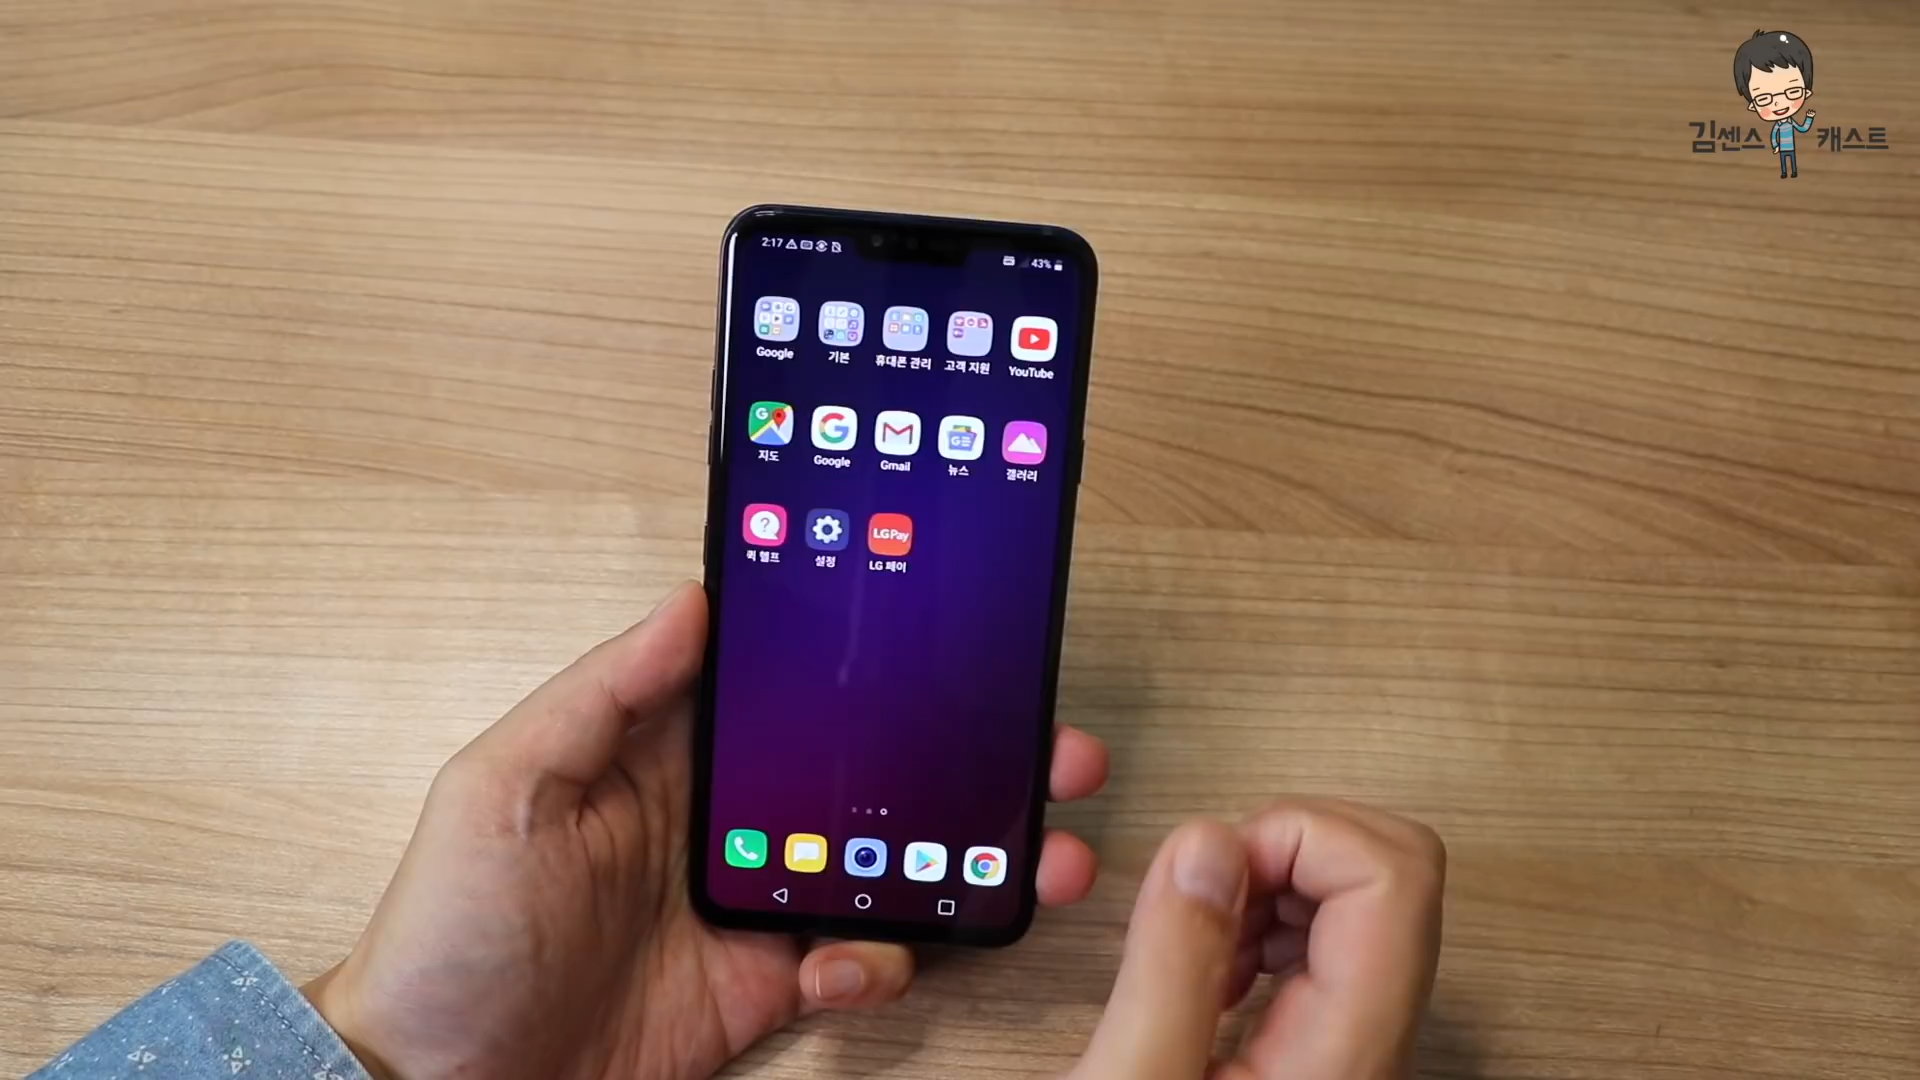 김센스 캐스트
2:17 43%
Google 기본 휴대폰 관리 고객 지원 YouTube
지도 Google Gmail 뉴스 갤러리
LG Pay
퀵 헬프 설정 LG 페이